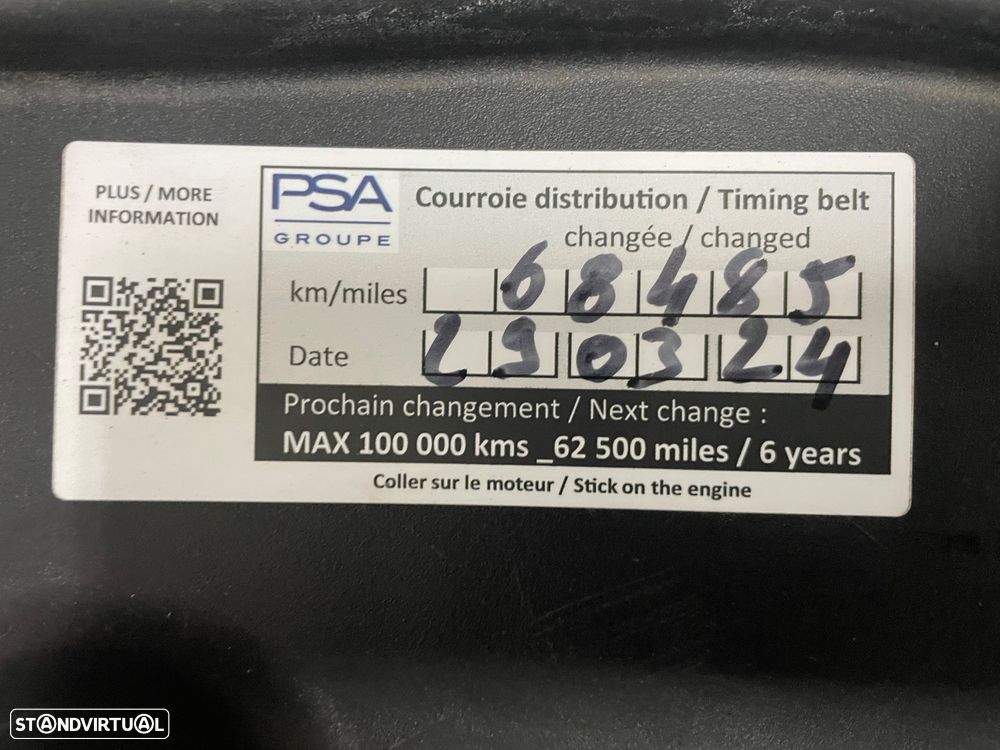 PLUS / MORE
INFORMATION
PSA
GROUPE
Courroie distribution / Timing belt
changée / changed
km/miles 68485
Date 290324
Prochain changement / Next change :
MAX 100 000 kms _62 500 miles / 6 years
Coller sur le moteur / Stick on the engine
STANDVIRTUAL